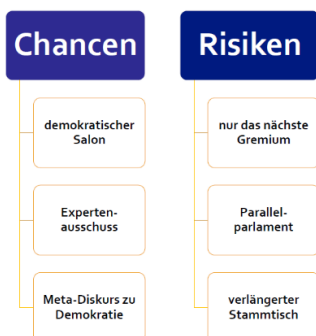 Chancen
demokratischer
Salon
Experten-
ausschuss
Meta-Diskurs zu
Demokratie
Risiken
nur das nächste
Gremium
Parallel-
parlament
verlängerter
Stammtisch